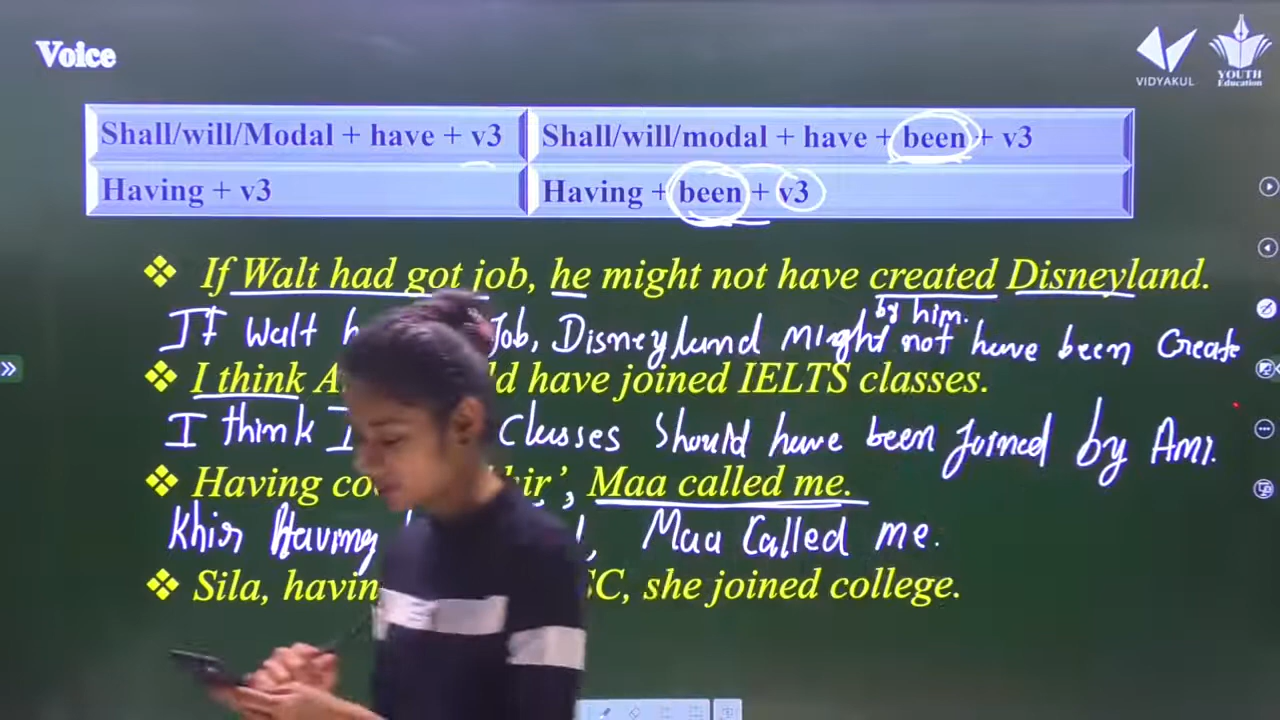 Voice
VIDYAKUL
YOUTH
Education
Shall/will/Modal + have + v3
Shall/will/modal + have + been + v3
Having + v3
Having + been + v3
If Walt had got job, he might not have created Disneyland.
by him.
If Walt Job, Disneyland might not have been Create
I think have joined IELTS classes.
I think Classes Should have been joined by Ami.
Having , Maa called me.
Khir Having , Maa Called me.
Sila, she joined college.